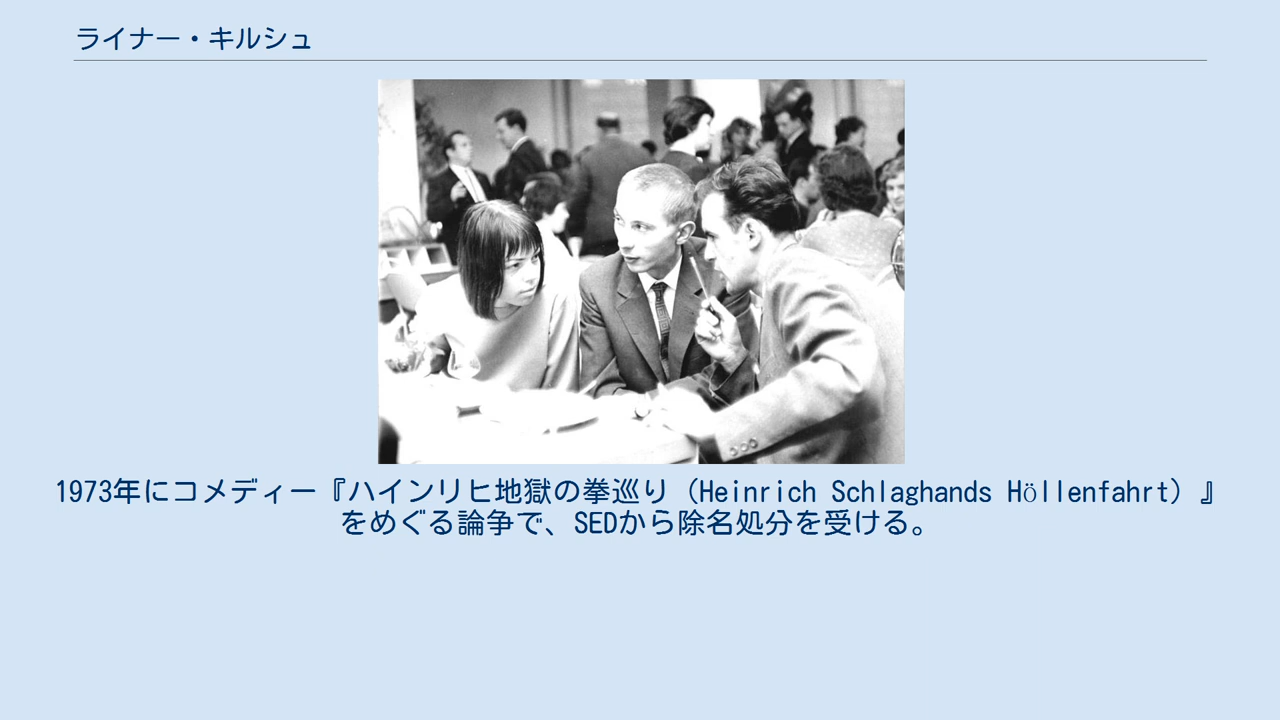 ライナー・キルシュ
1973年にコメディー『ハインリヒ地獄の拳巡り（Heinrich Schlaghands Höllenfahrt）』
をめぐる論争で、SEDから除名処分を受ける。